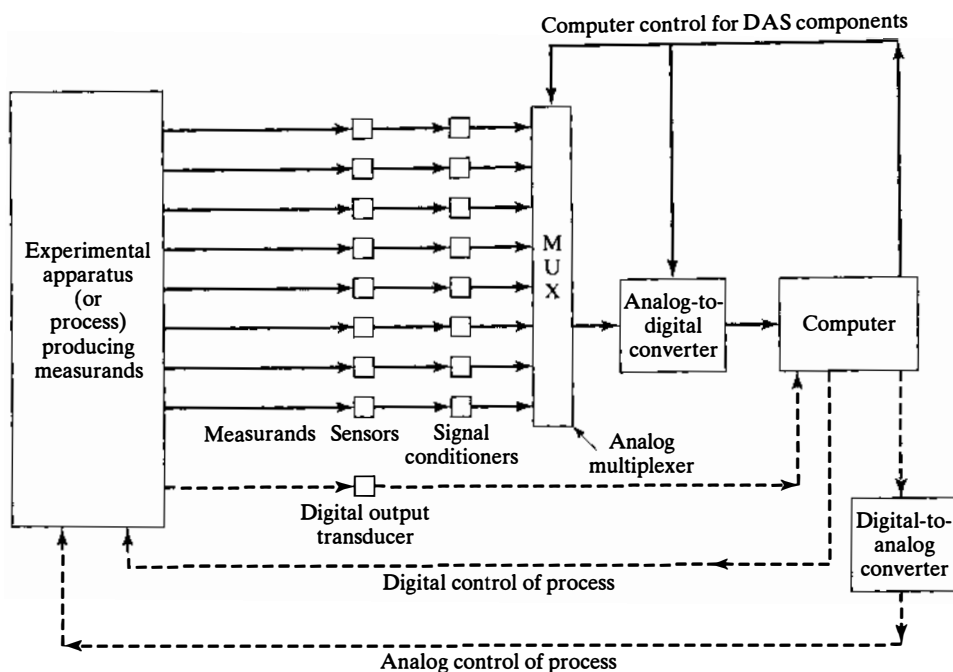 Computer control for DAS components
Experimental
apparatus
(or
process)
producing
measurands
M
U
X
Analog-to-
digital
converter
Computer
Measurands
Sensors
Signal
conditioners
Analog
multiplexer
Digital output
transducer
Digital-to-
analog
converter
Digital control of process
Analog control of process